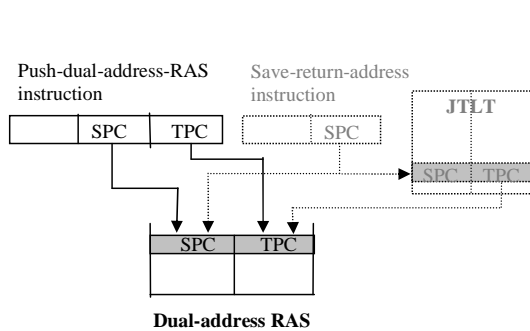 Push-dual-address-RAS
instruction
Save-return-address
instruction
JTLT
SPC TPC
SPC
SPC TPC
SPC TPC
Dual-address RAS